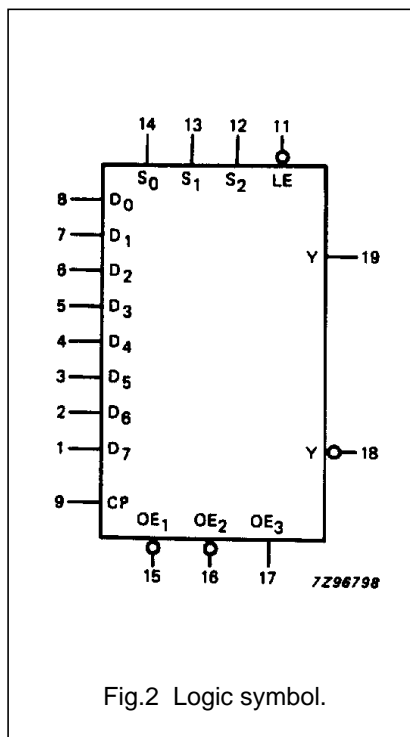 14 13 12 11
S0 S1 S2 LE
8 D0
7 D1
6 D2
Y 19
5 D3
4 D4
3 D5
2 D6
1 D7
Y 18
9 CP
OE1 OE2 OE3
15 16 17
7Z96798
Fig.2 Logic symbol.